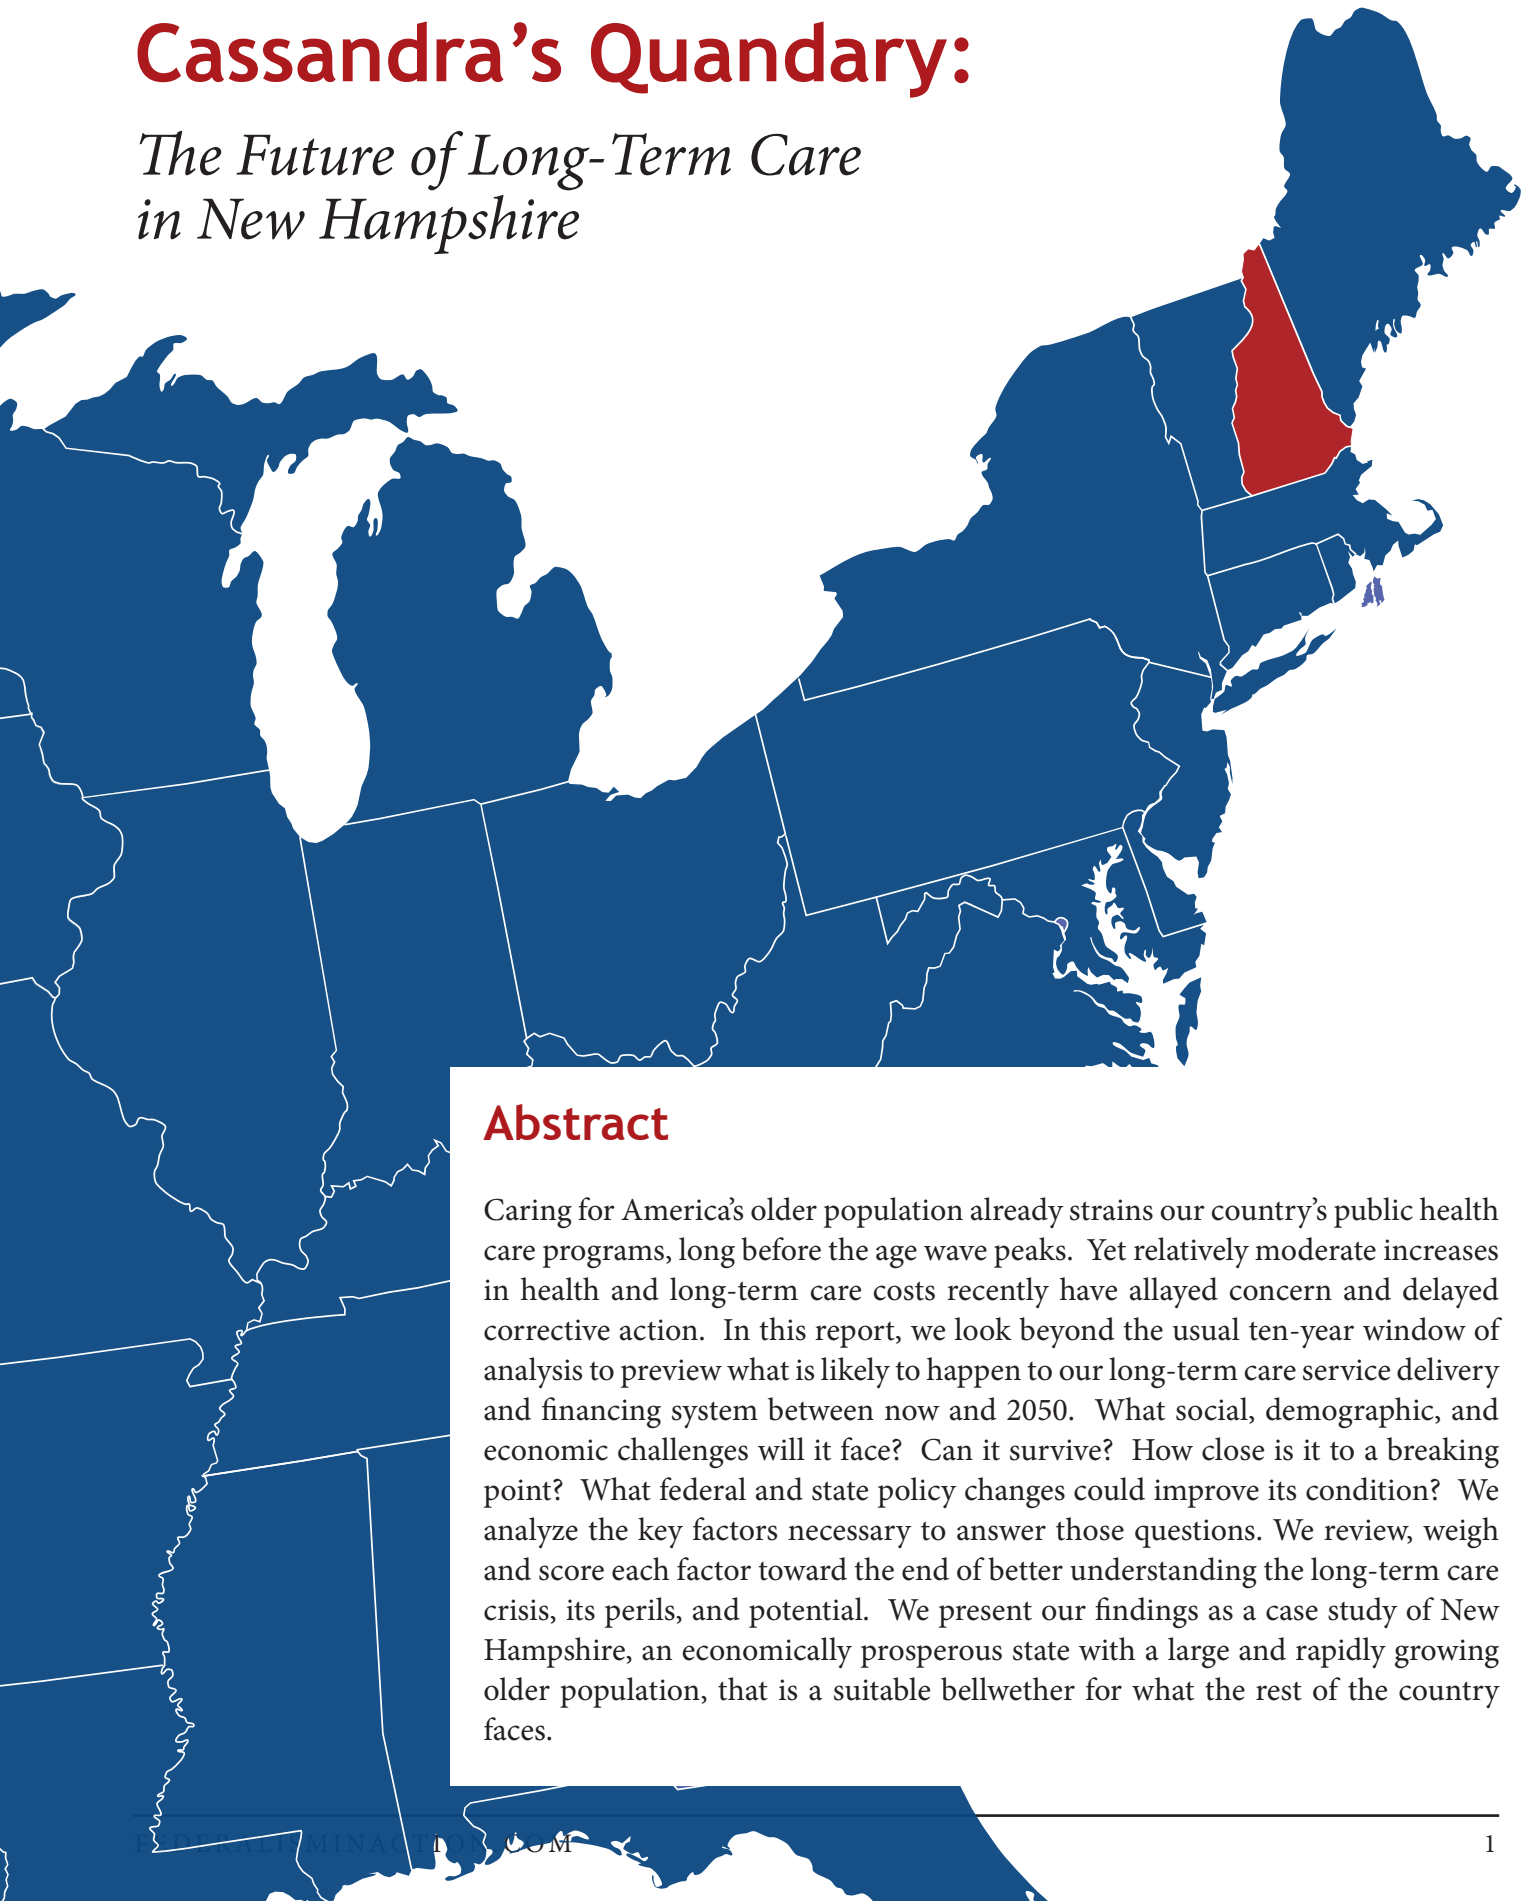 Cassandra’s Quandary:
The Future of Long-Term Care
in New Hampshire
Abstract
Caring for America’s older population already strains our country’s public health
care programs, long before the age wave peaks.  Yet relatively moderate increases
in health and long-term care costs recently have allayed concern and delayed
corrective action.  In this report, we look beyond the usual ten-year window of
analysis to preview what is likely to happen to our long-term care service delivery
and financing system between now and 2050.  What social, demographic, and
economic challenges will it face?  Can it survive?  How close is it to a breaking
point?  What federal and state policy changes could improve its condition?  We
analyze the key factors necessary to answer those questions. We review, weigh
and score each factor toward the end of better understanding the long-term care
crisis, its perils, and potential.  We present our findings as a case study of New
Hampshire, an economically prosperous state with a large and rapidly growing
older population, that is a suitable bellwether for what the rest of the country
faces.
FEDERALISMINACTION.COM
1